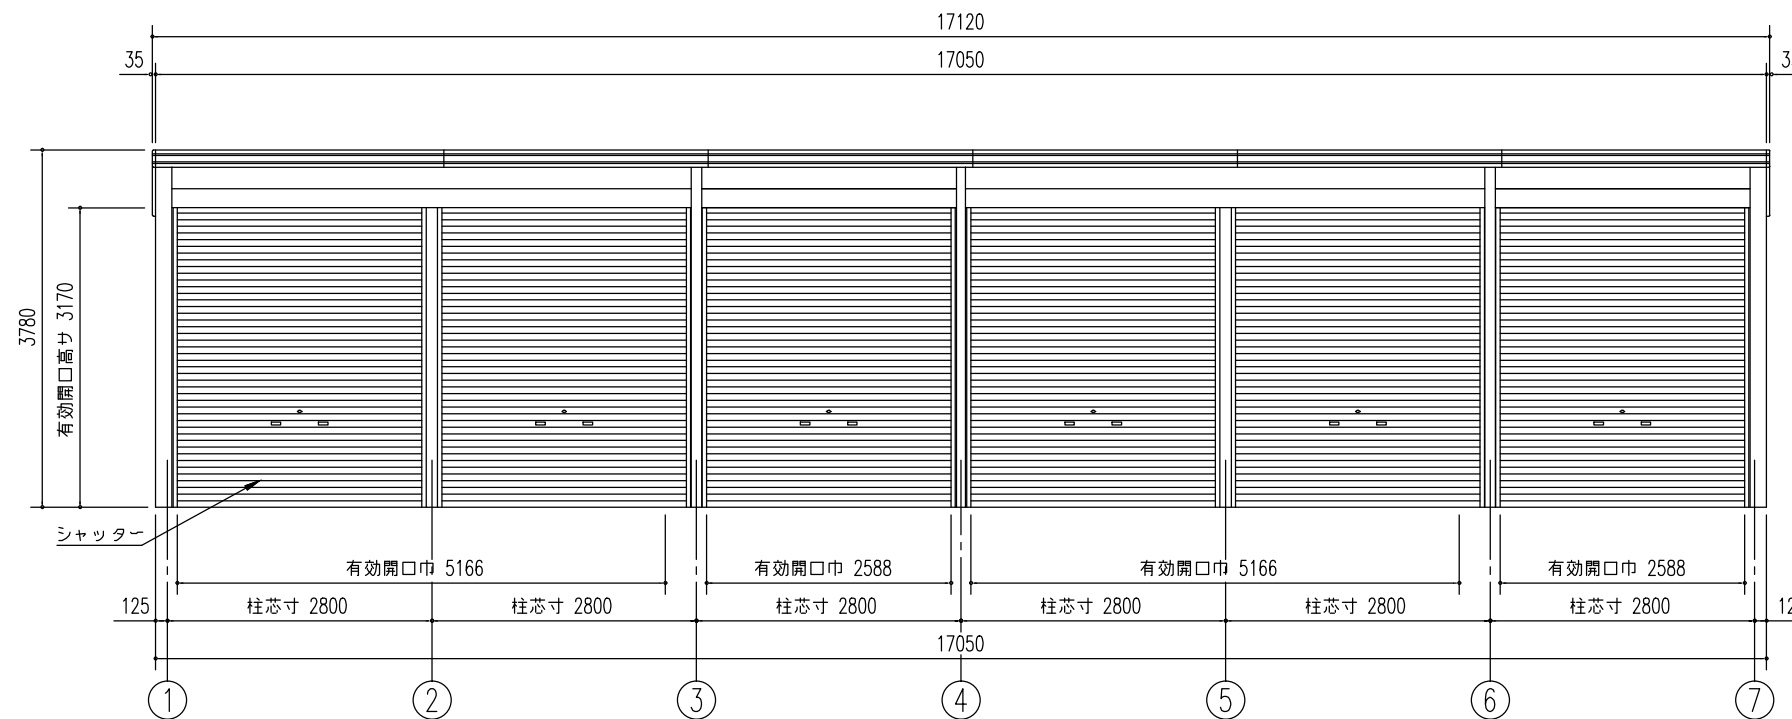 17120
35
17050
3
3780
有効開口高サ 3170
シャッター
有効開口巾 5166
有効開口巾 2588
有効開口巾 5166
有効開口巾 2588
125
柱芯寸 2800
柱芯寸 2800
柱芯寸 2800
柱芯寸 2800
柱芯寸 2800
柱芯寸 2800
12
17050
1
2
3
4
5
6
7